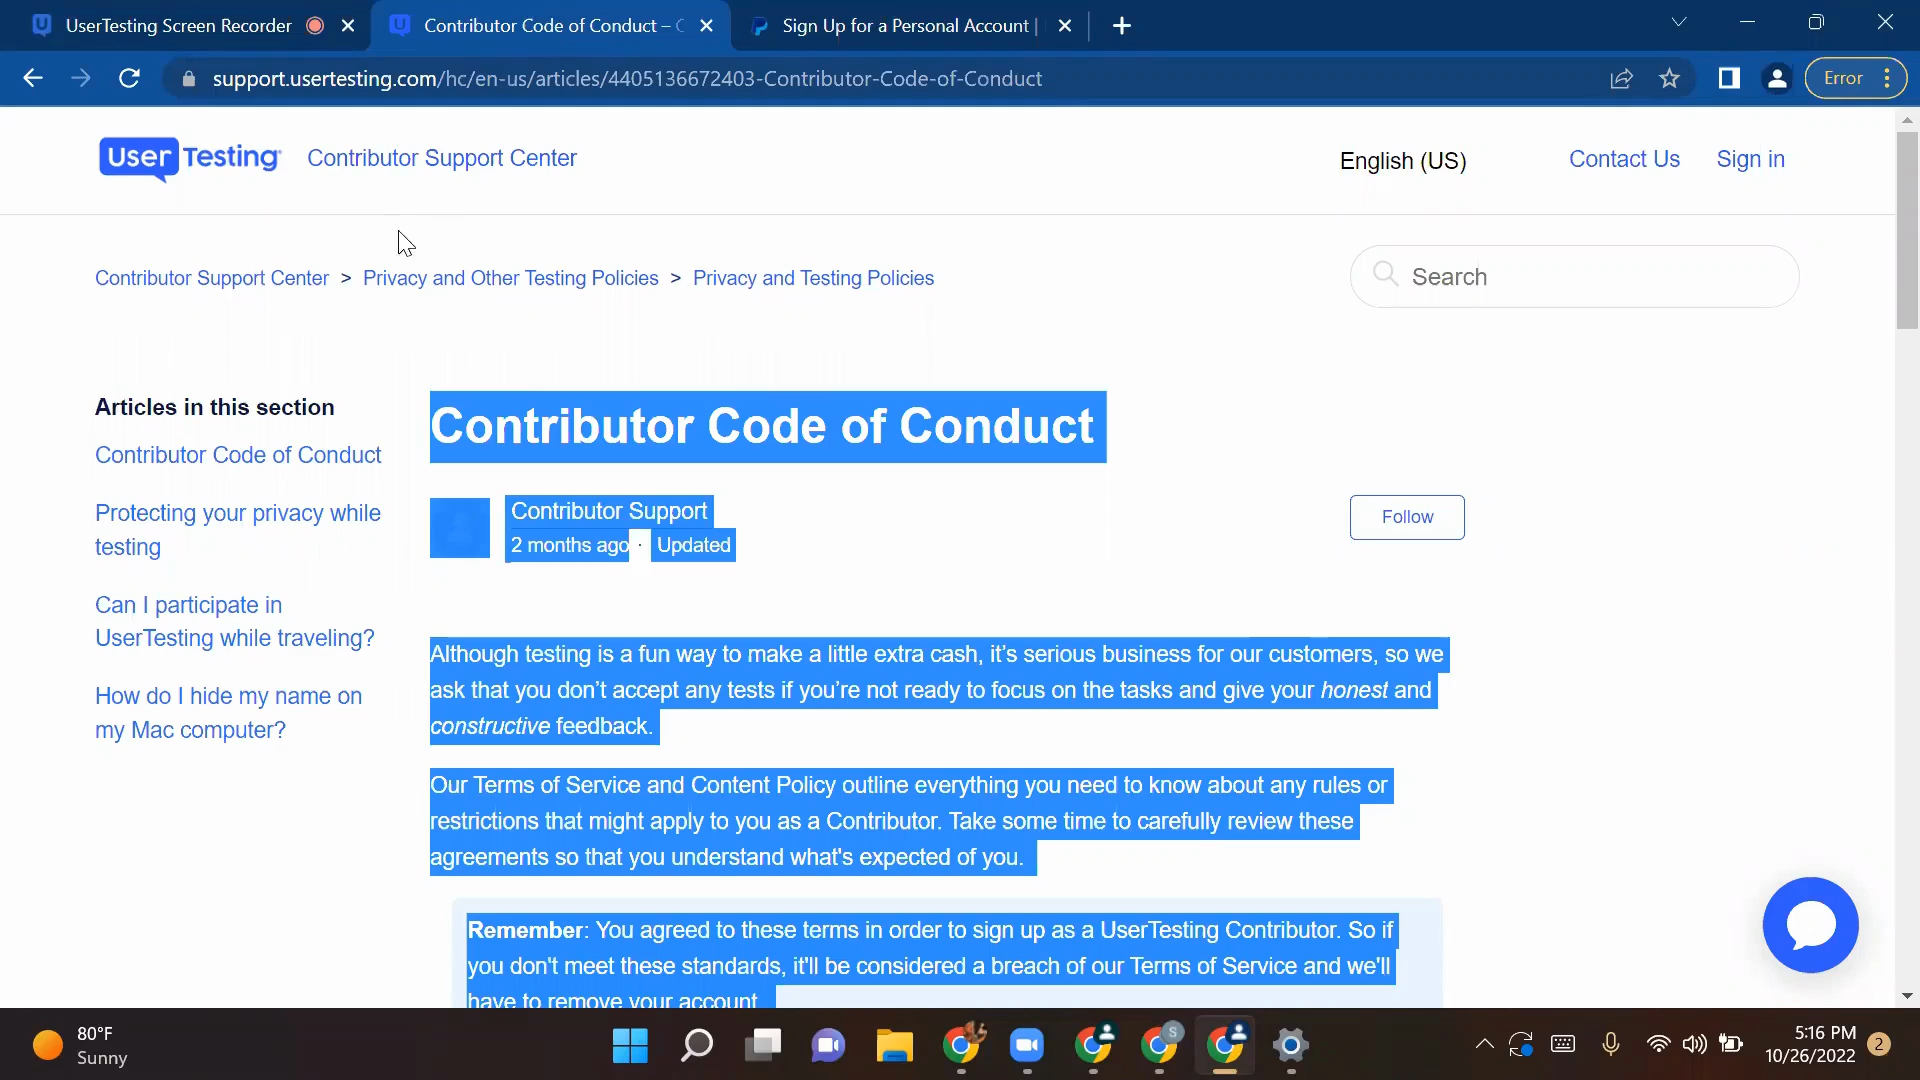 UserTesting Screen Recorder
Contributor Code of Conduct – C
Sign Up for a Personal Account |
support.usertesting.com/hc/en-us/articles/4405136672403-Contributor-Code-of-Conduct
Error
User Testing
Contributor Support Center
English (US)
Contact Us
Sign in
Contributor Support Center > Privacy and Other Testing Policies > Privacy and Testing Policies
Search
Articles in this section
Contributor Code of Conduct
Protecting your privacy while
testing
Can I participate in
UserTesting while traveling?
How do I hide my name on
my Mac computer?
Contributor Code of Conduct
Contributor Support
2 months ago · Updated
Follow
Although testing is a fun way to make a little extra cash, it’s serious business for our customers, so we
ask that you don’t accept any tests if you’re not ready to focus on the tasks and give your honest and
constructive feedback.
Our Terms of Service and Content Policy outline everything you need to know about any rules or
restrictions that might apply to you as a Contributor. Take some time to carefully review these
agreements so that you understand what's expected of you.
Remember: You agreed to these terms in order to sign up as a UserTesting Contributor. So if
you don't meet these standards, it'll be considered a breach of our Terms of Service and we'll
have to remove your account.
80°F
Sunny
S
5:16 PM
10/26/2022
2